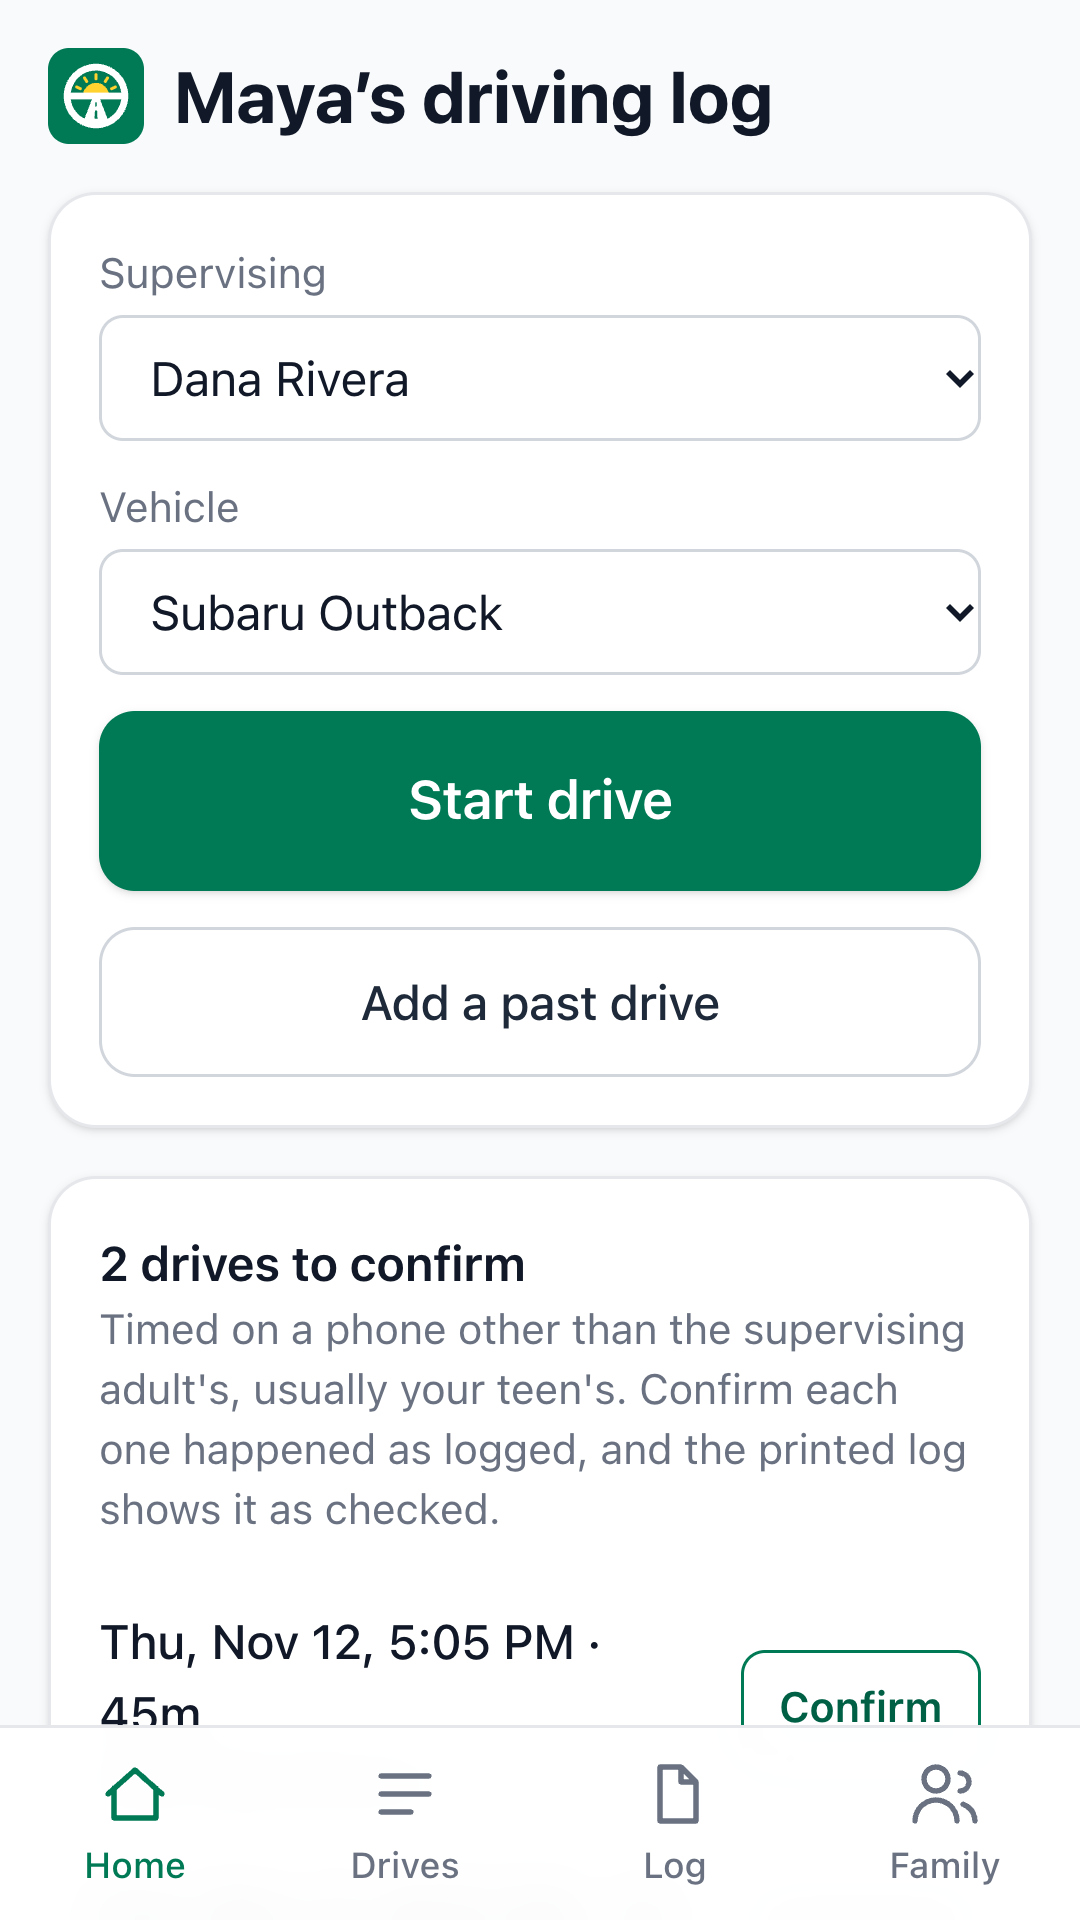 Maya’s driving log
Supervising
Dana Rivera
Vehicle
Subaru Outback
Start drive
Add a past drive
2 drives to confirm
Timed on a phone other than the supervising
adult's, usually your teen's. Confirm each
one happened as logged, and the printed log
shows it as checked.
Thu, Nov 12, 5:05 PM ·
45m
Confirm
Home
Drives
Log
Family